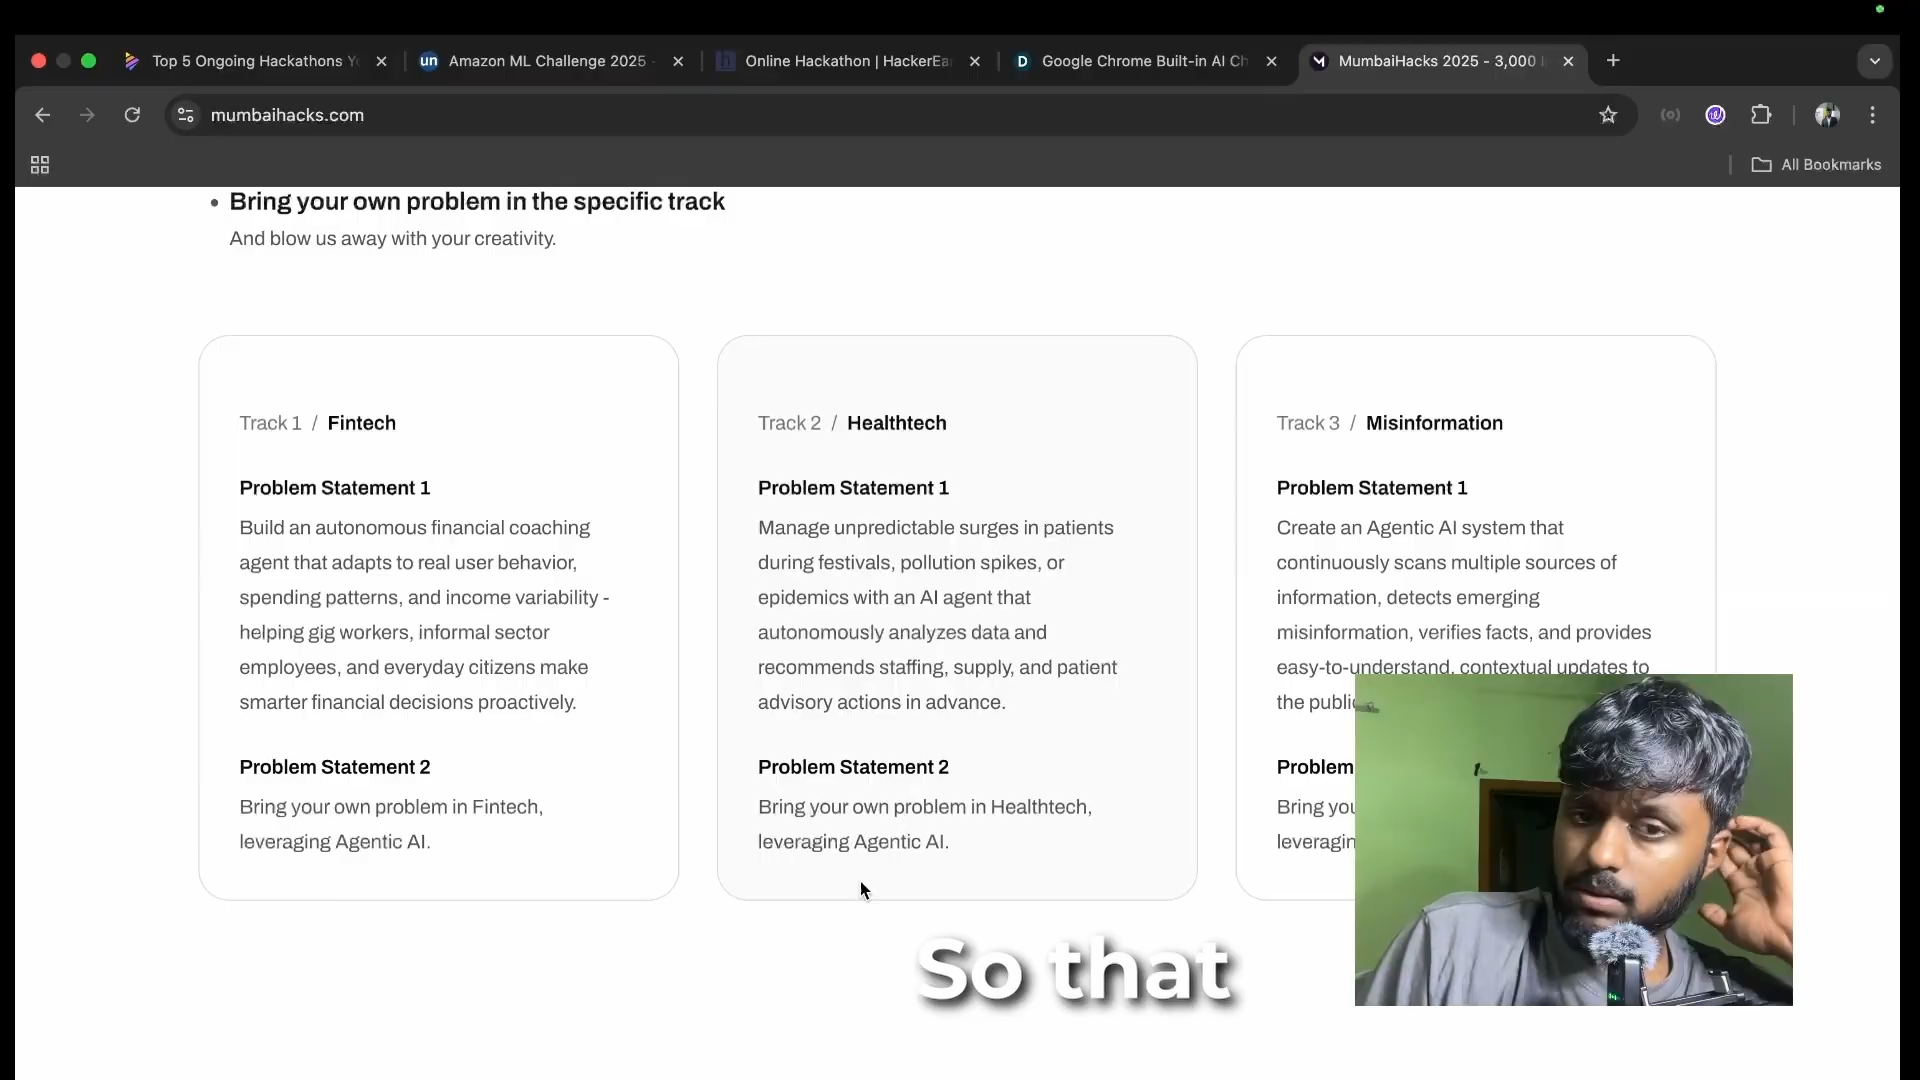 Top 5 Ongoing Hackathons Y
un Amazon ML Challenge 2025 -
h Online Hackathon | HackerEa
D Google Chrome Built-in AI Ch
MumbaiHacks 2025 - 3,000
mumbaihacks.com
All Bookmarks
• Bring your own problem in the specific track
And blow us away with your creativity.
Track 1 / Fintech
Problem Statement 1
Build an autonomous financial coaching
agent that adapts to real user behavior,
spending patterns, and income variability -
helping gig workers, informal sector
employees, and everyday citizens make
smarter financial decisions proactively.
Problem Statement 2
Bring your own problem in Fintech,
leveraging Agentic AI.
Track 2 / Healthtech
Problem Statement 1
Manage unpredictable surges in patients
during festivals, pollution spikes, or
epidemics with an AI agent that
autonomously analyzes data and
recommends staffing, supply, and patient
advisory actions in advance.
Problem Statement 2
Bring your own problem in Healthtech,
leveraging Agentic AI.
Track 3 / Misinformation
Problem Statement 1
Create an Agentic AI system that
continuously scans multiple sources of
information, detects emerging
misinformation, verifies facts, and provides
easy-to-understand, contextual updates to
the public
Problem
Bring you
leveragin
So that